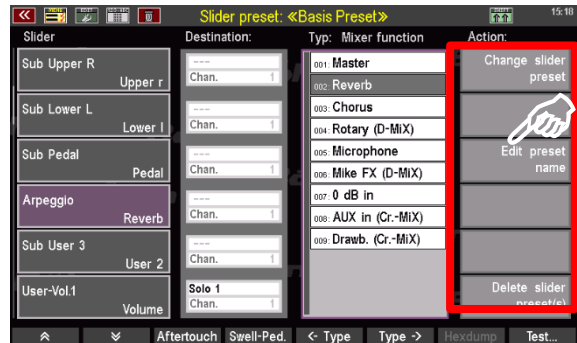 Slider preset: «Basis Preset»
15:18
Slider
Destination:
Typ: Mixer function
Action:
Sub Upper R
Upper r
---
Chan. 1
Sub Lower L
Lower l
---
Chan. 1
Sub Pedal
Pedal
---
Chan. 1
Arpeggio
Reverb
---
Chan. 1
Sub User 3
User 2
---
Chan. 1
User-Vol.1
Volume
Solo 1
Chan. 1
001: Master
002: Reverb
003: Chorus
004: Rotary (D-MiX)
005: Microphone
006: Mike FX (D-MiX)
007: 0 dB in
008: AUX in (Cr.-MiX)
009: Drawb. (Cr.-MiX)
Change slider
preset
Edit preset
name
Delete slider
preset(s)
Aftertouch Swell-Ped. <- Type Type -> Hexdump Test...